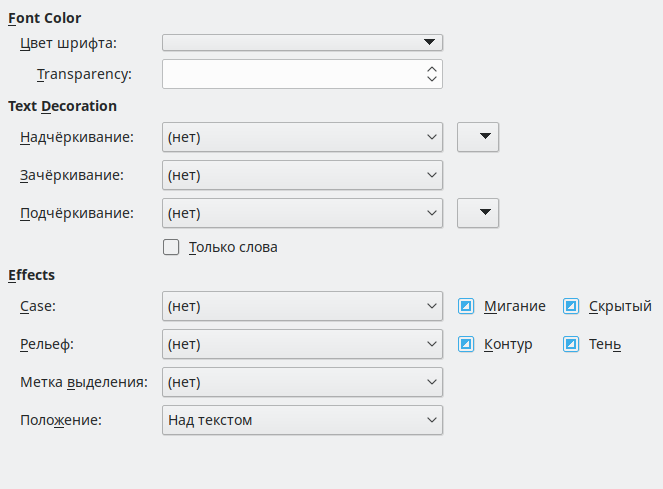 Font Color
Цвет шрифта:
Transparency:
Text Decoration
Надчёркивание: (нет)
Зачёркивание: (нет)
Подчёркивание: (нет)
Только слова
Effects
Case: (нет) Мигание Скрытый
Рельеф: (нет) Контур Тень
Метка выделения: (нет)
Положение: Над текстом